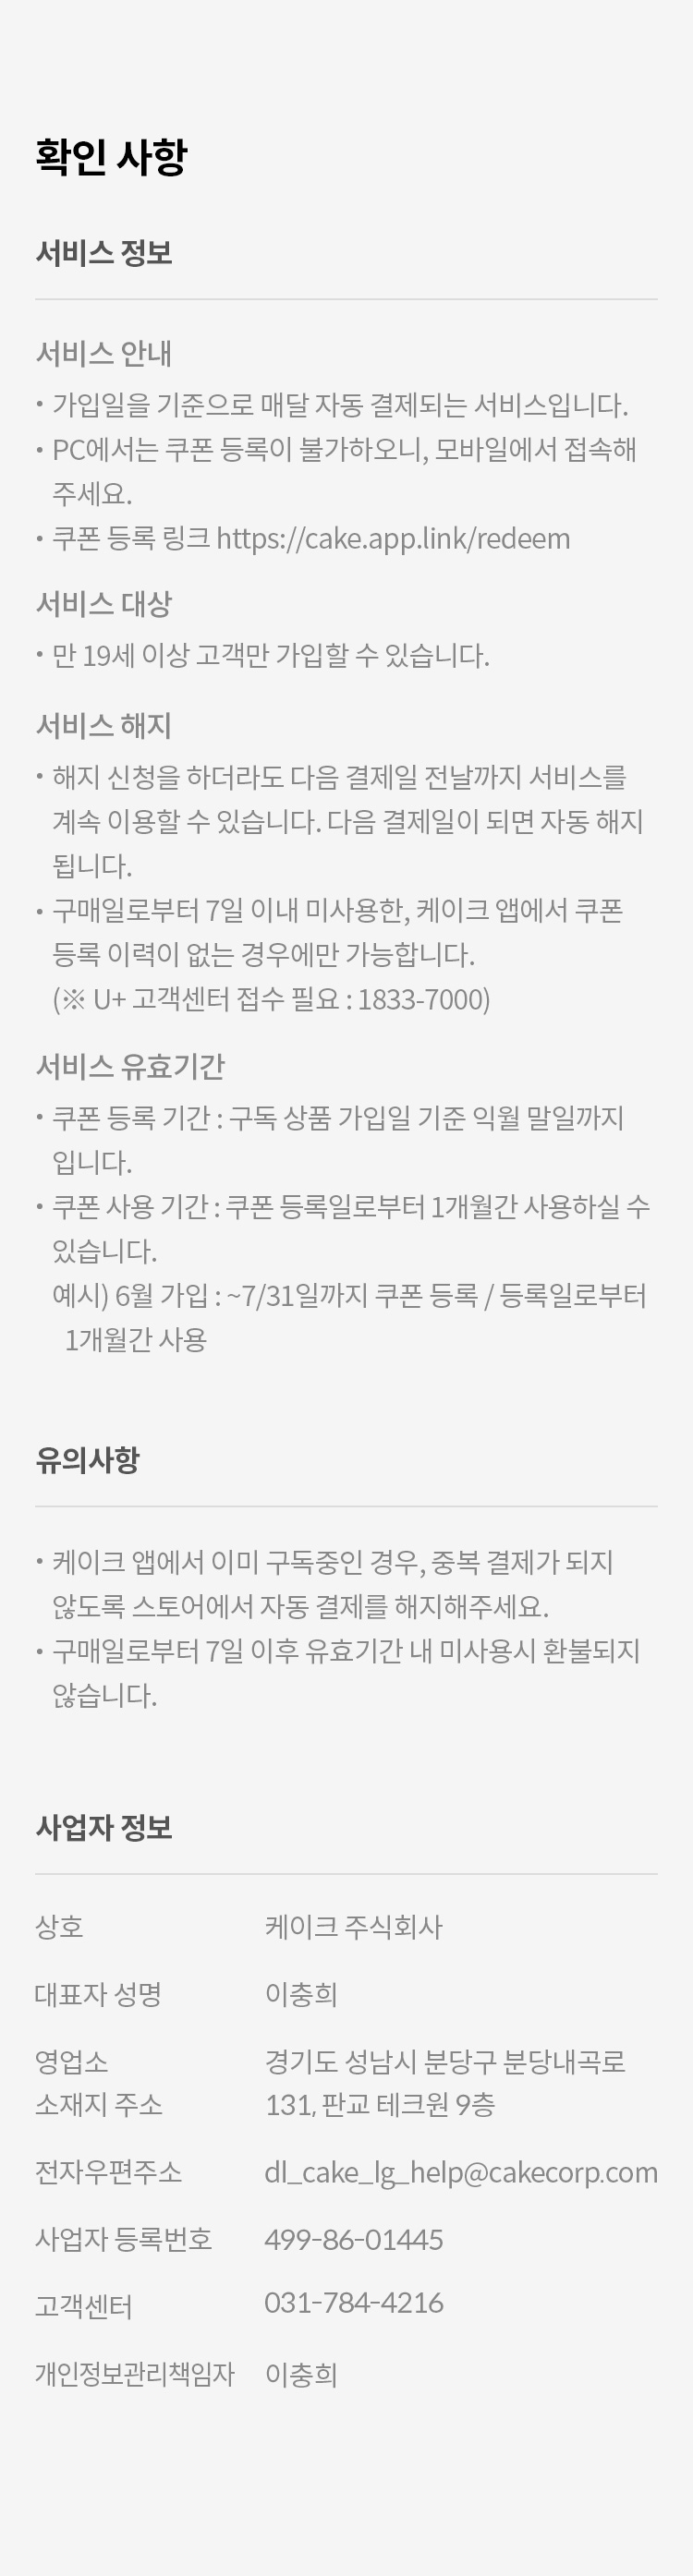 확인 사항
서비스 정보
서비스 안내
• 가입일을 기준으로 매달 자동 결제되는 서비스입니다.
• PC에서는 쿠폰 등록이 불가하오니, 모바일에서 접속해
주세요.
• 쿠폰 등록 링크 https://cake.app.link/redeem
서비스 대상
• 만 19세 이상 고객만 가입할 수 있습니다.
서비스 해지
• 해지 신청을 하더라도 다음 결제일 전날까지 서비스를
계속 이용할 수 있습니다. 다음 결제일이 되면 자동 해지
됩니다.
• 구매일로부터 7일 이내 미사용한, 케이크 앱에서 쿠폰
등록 이력이 없는 경우에만 가능합니다.
(※ U+ 고객센터 접수 필요 : 1833-7000)
서비스 유효기간
• 쿠폰 등록 기간 : 구독 상품 가입일 기준 익월 말일까지
입니다.
• 쿠폰 사용 기간 : 쿠폰 등록일로부터 1개월간 사용하실 수
있습니다.
예시) 6월 가입 : ~7/31일까지 쿠폰 등록 / 등록일로부터
1개월간 사용
유의사항
• 케이크 앱에서 이미 구독중인 경우, 중복 결제가 되지
않도록 스토어에서 자동 결제를 해지해주세요.
• 구매일로부터 7일 이후 유효기간 내 미사용시 환불되지
않습니다.
사업자 정보
상호 케이크 주식회사
대표자 성명 이충희
영업소 경기도 성남시 분당구 분당내곡로
소재지 주소 131, 판교 테크원 9층
전자우편주소 dl_cake_lg_help@cakecorp.com
사업자 등록번호 499-86-01445
고객센터 031-784-4216
개인정보관리책임자 이충희